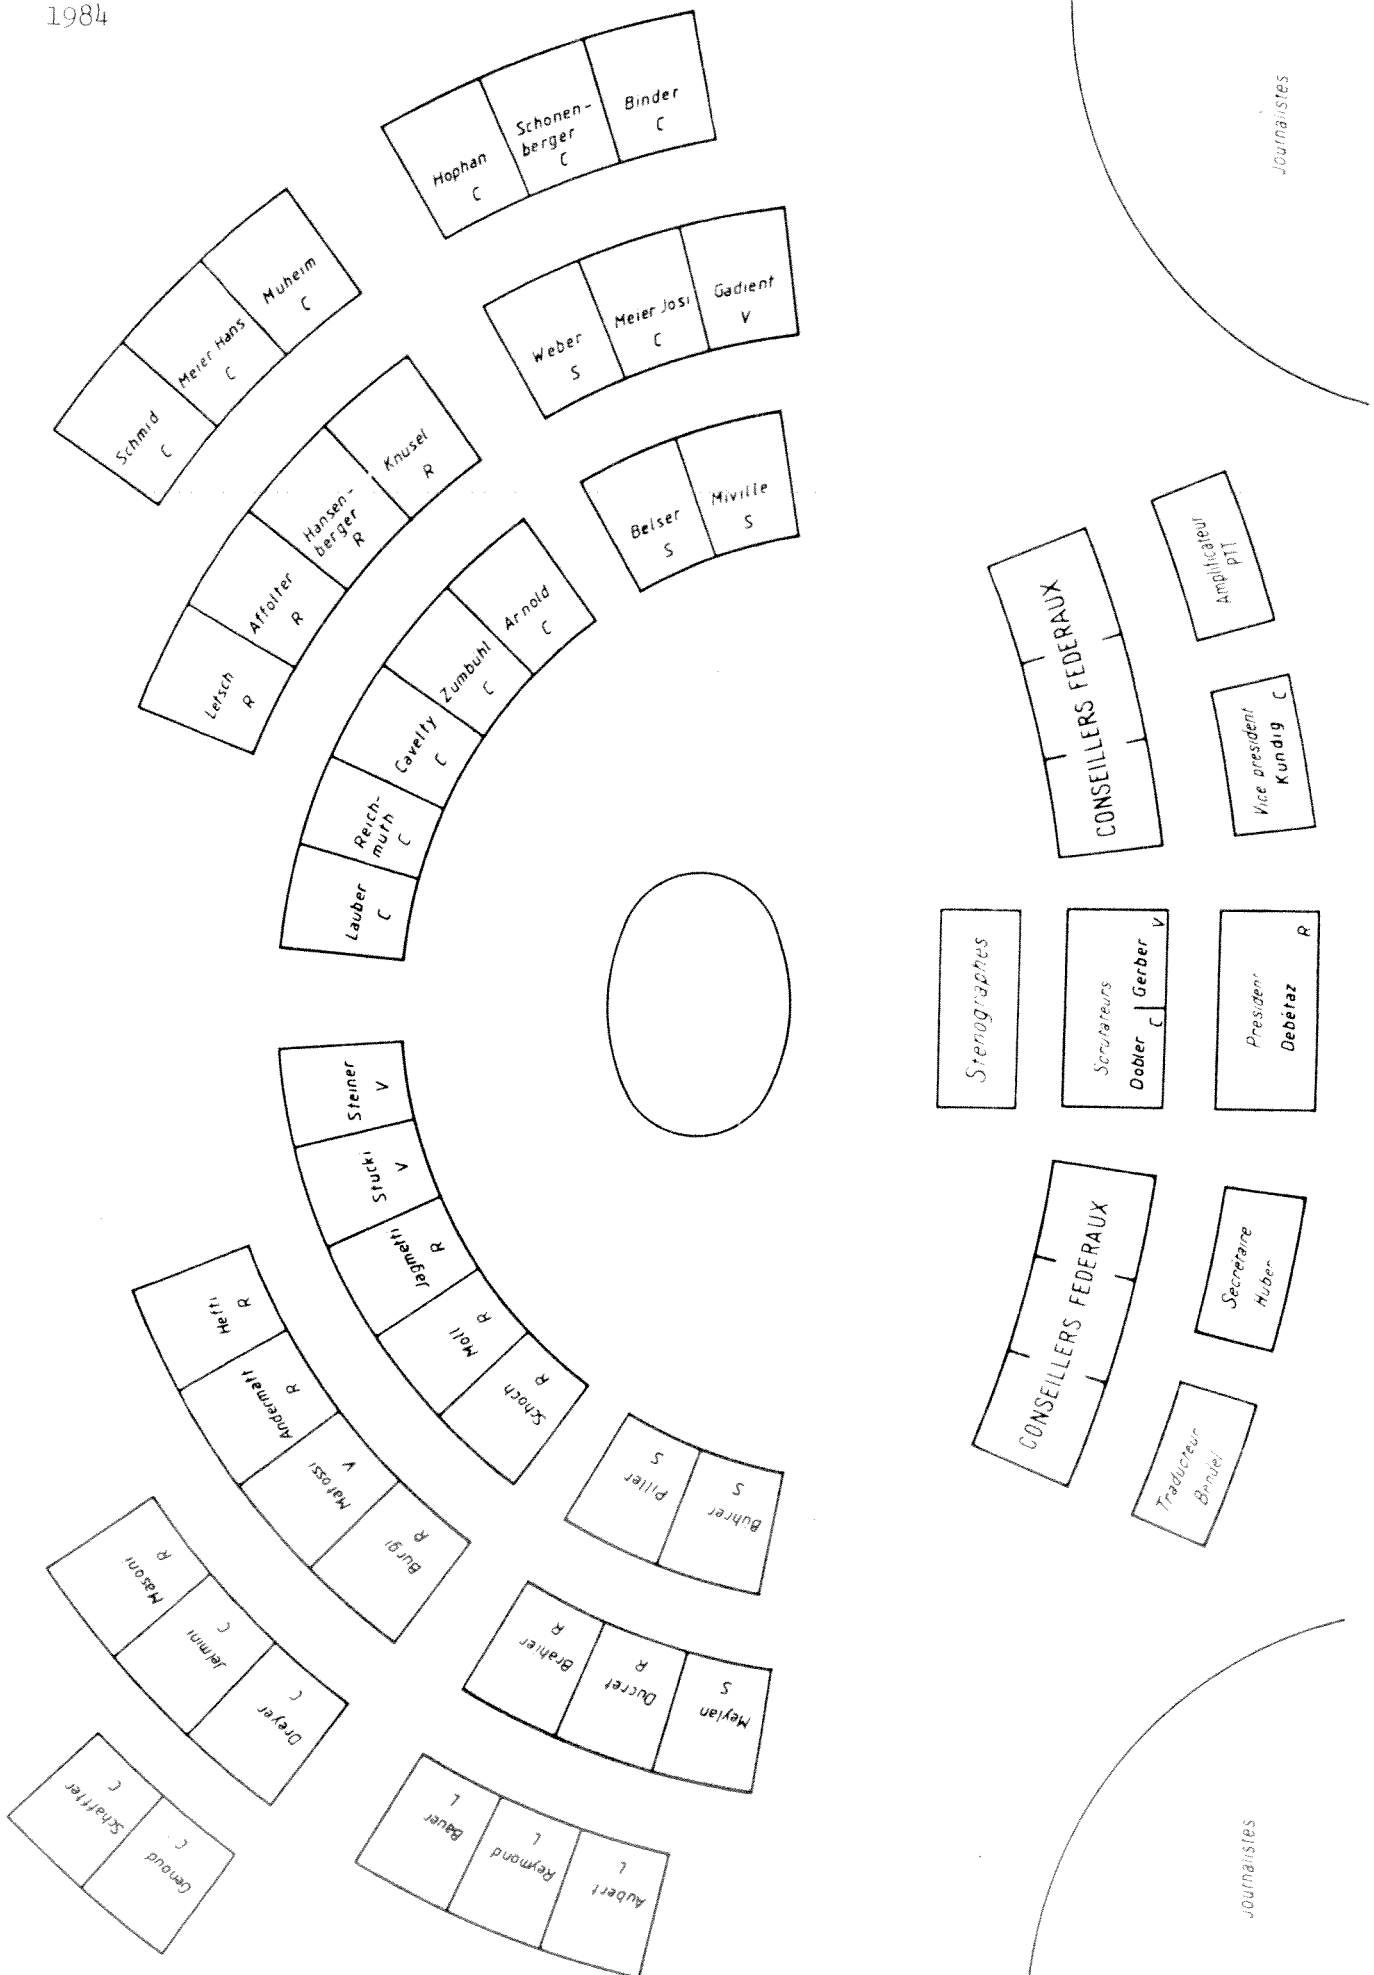 1984
Hophan
C
Schonen-
berger
C
Binder
C
Journalistes
Schmid
C
Meier Hans
C
Muheim
C
Weber
S
Meier Josi
C
Gadient
V
Letsch
R
Affolter
R
Hansen-
berger
R
Knusel
R
Belser
S
Miville
S
Lauber
C
Reich-
muth
C
Cavelty
C
Zumbühl
C
Arnold
C
CONSEILLERS FEDERAUX
Amplificateur
PTT
Vice president
Kundig C
Stenographes
Scrutateurs
Dobler C
Gerber V
President
Debétaz R
Steiner
V
Stucki
V
Jagmetti
R
Moll
R
Schoch
R
CONSEILLERS FEDERAUX
Secrétaire
Huber
Traducteur
Bendel
Hefti
R
Andermatt
R
Matossi
V
Burgi
R
Piller
S
Buhrer
S
Masoni
R
Jelmini
C
Dreyer
C
Brahier
R
Ducret
R
Meylan
S
Schaffter
C
Genoud
C
Bauer
L
Reymond
L
Aubert
L
Journalistes